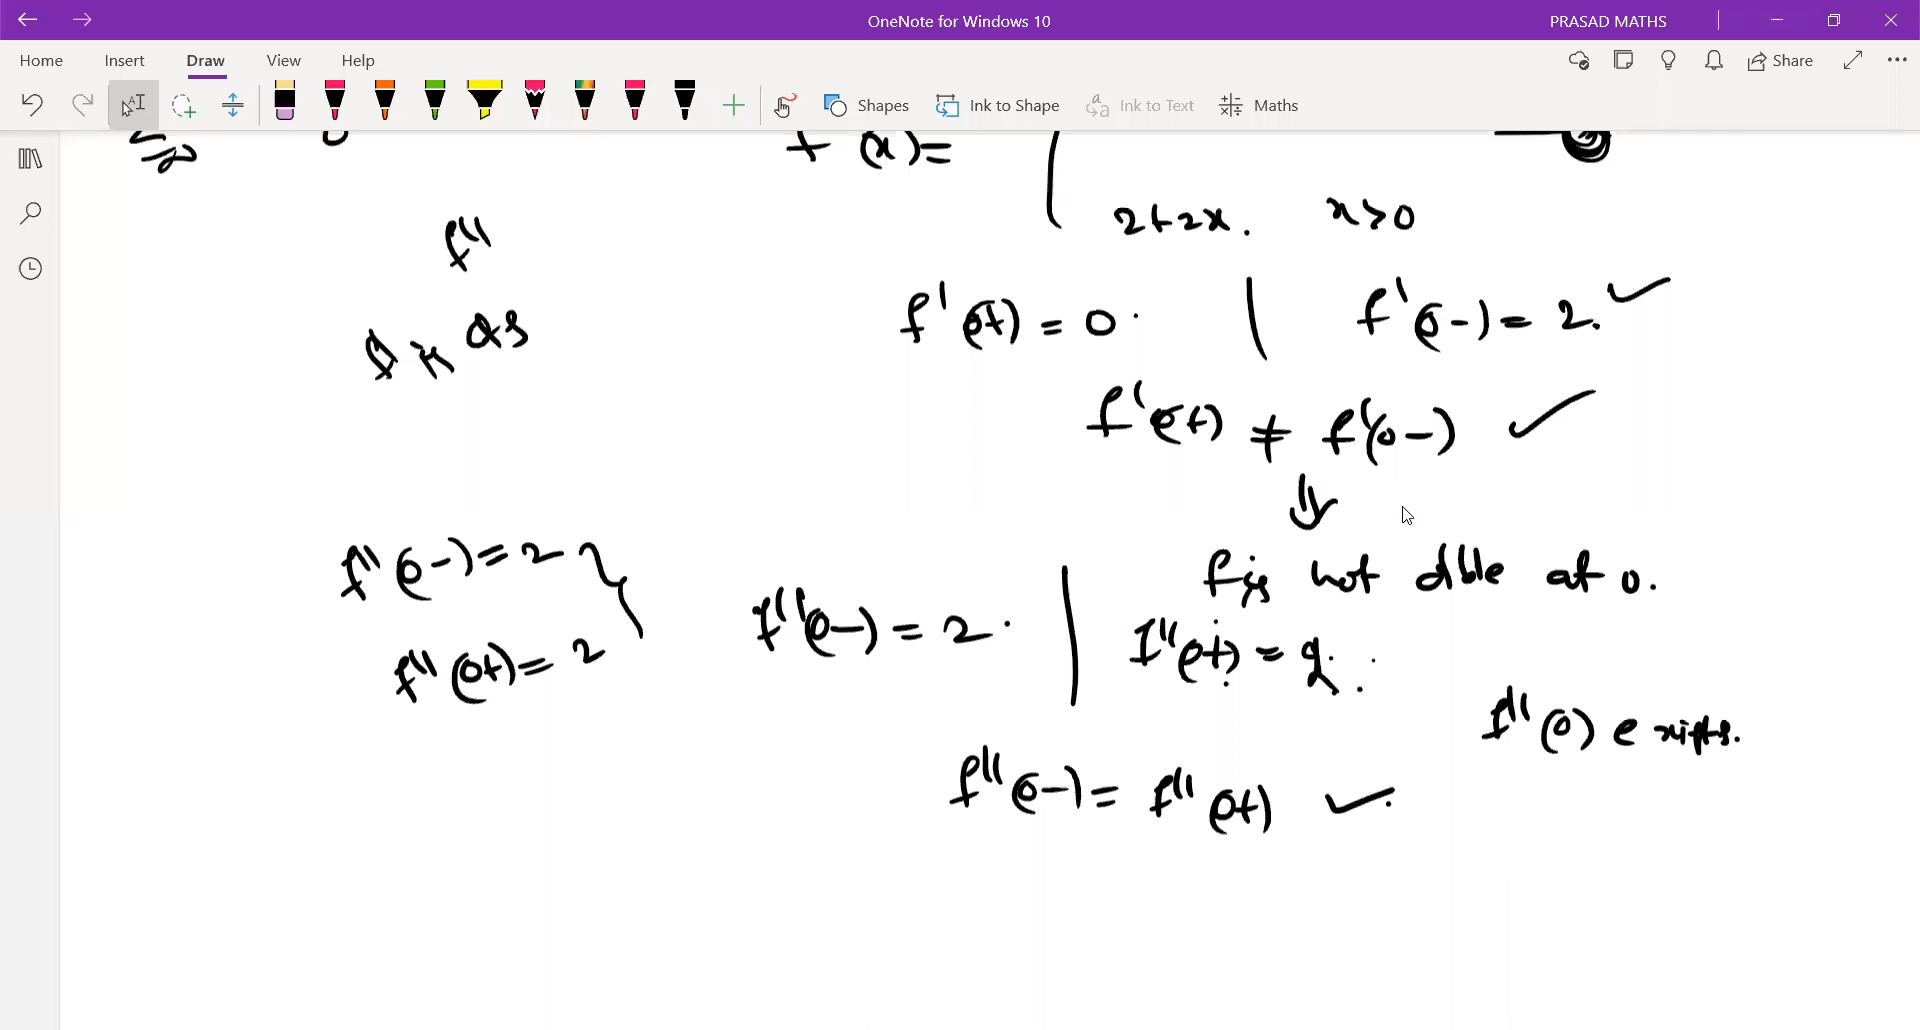 OneNote for Windows 10
PRASAD MATHS
Home Insert Draw View Help
Share
Shapes Ink to Shape Ink to Text Maths
(x)=
2+2x. x>0
f''
f'(0+) = 0. | f'(0-) = 2.
f'(0+) ≠ f'(0-)
⇓
f is not dble at 0.
f''(0-) = 2
f''(0+) = 2
f''(0-) = 2. | f''(0+) = 2.
f''(0) exists.
f''(0-) = f''(0+)